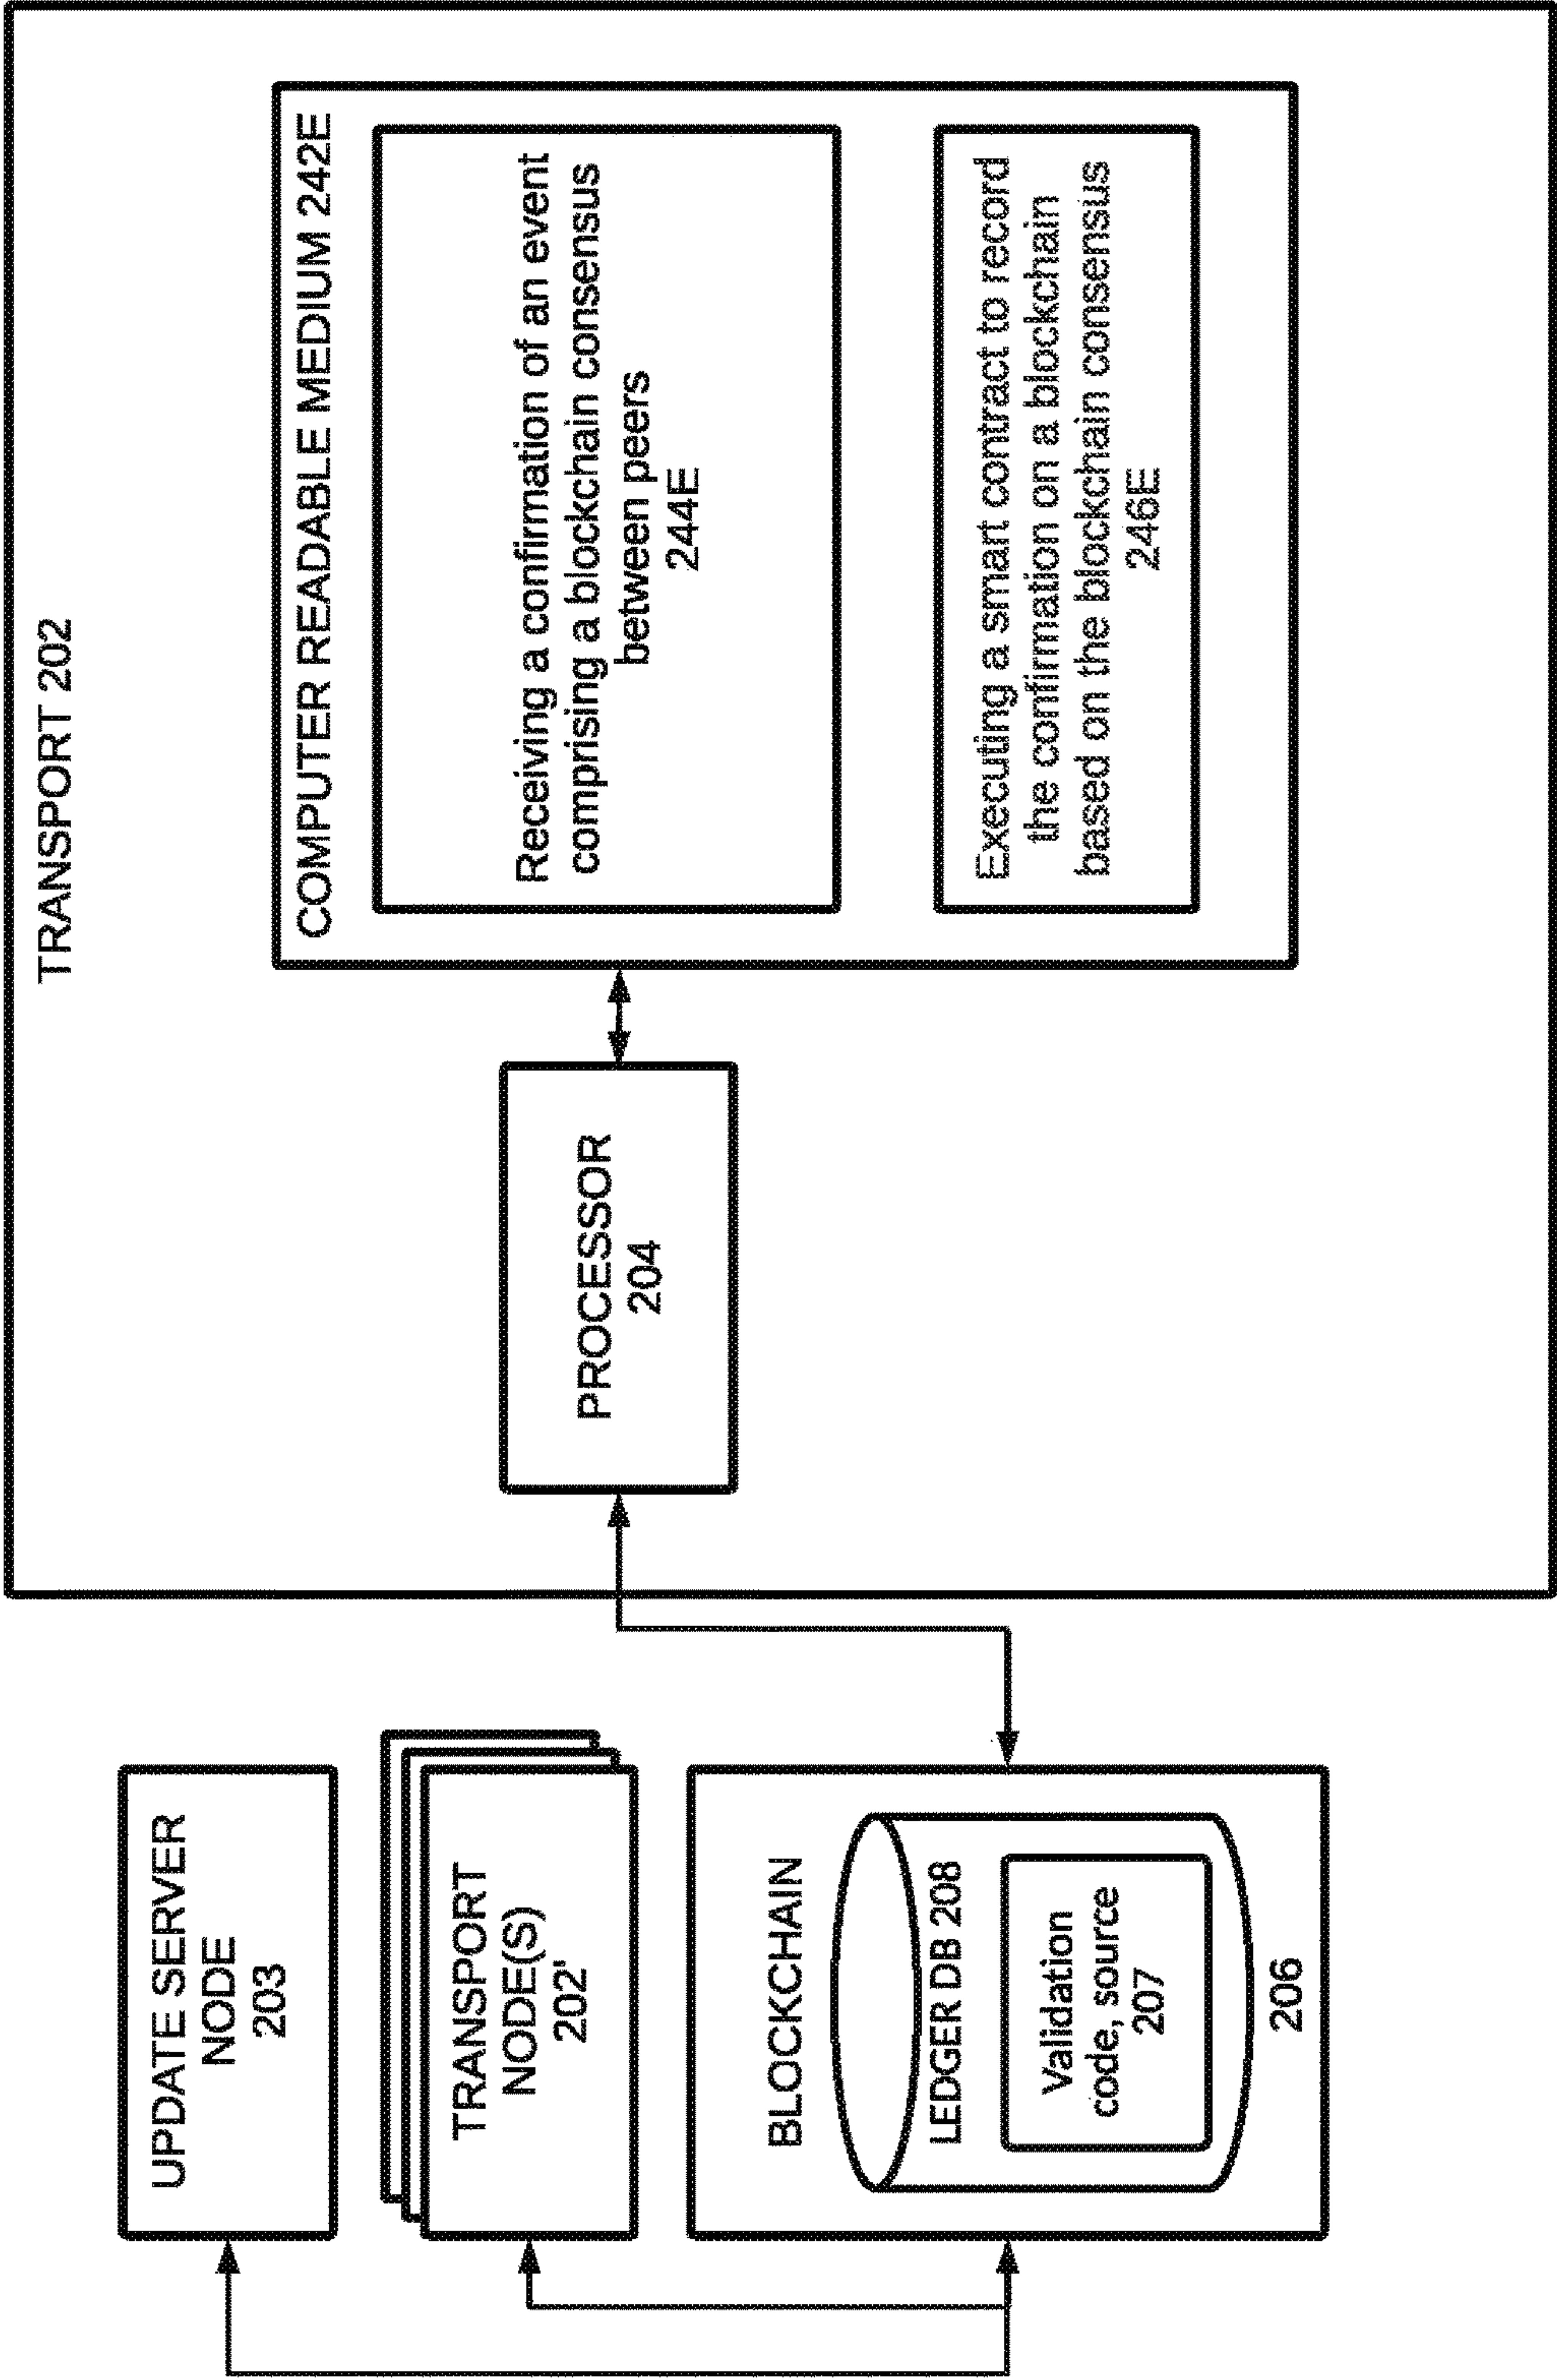 TRANSPORT 202
UPDATE SERVER
NODE
203
TRANSPORT
NODE(S)
202'
BLOCKCHAIN
LEDGER DB 208
Validation
code, source
207
206
PROCESSOR
204
COMPUTER READABLE MEDIUM 242E
Receiving a confirmation of an event
comprising a blockchain consensus
between peers
244E
Executing a smart contract to record
the confirmation on a blockchain
based on the blockchain consensus
246E